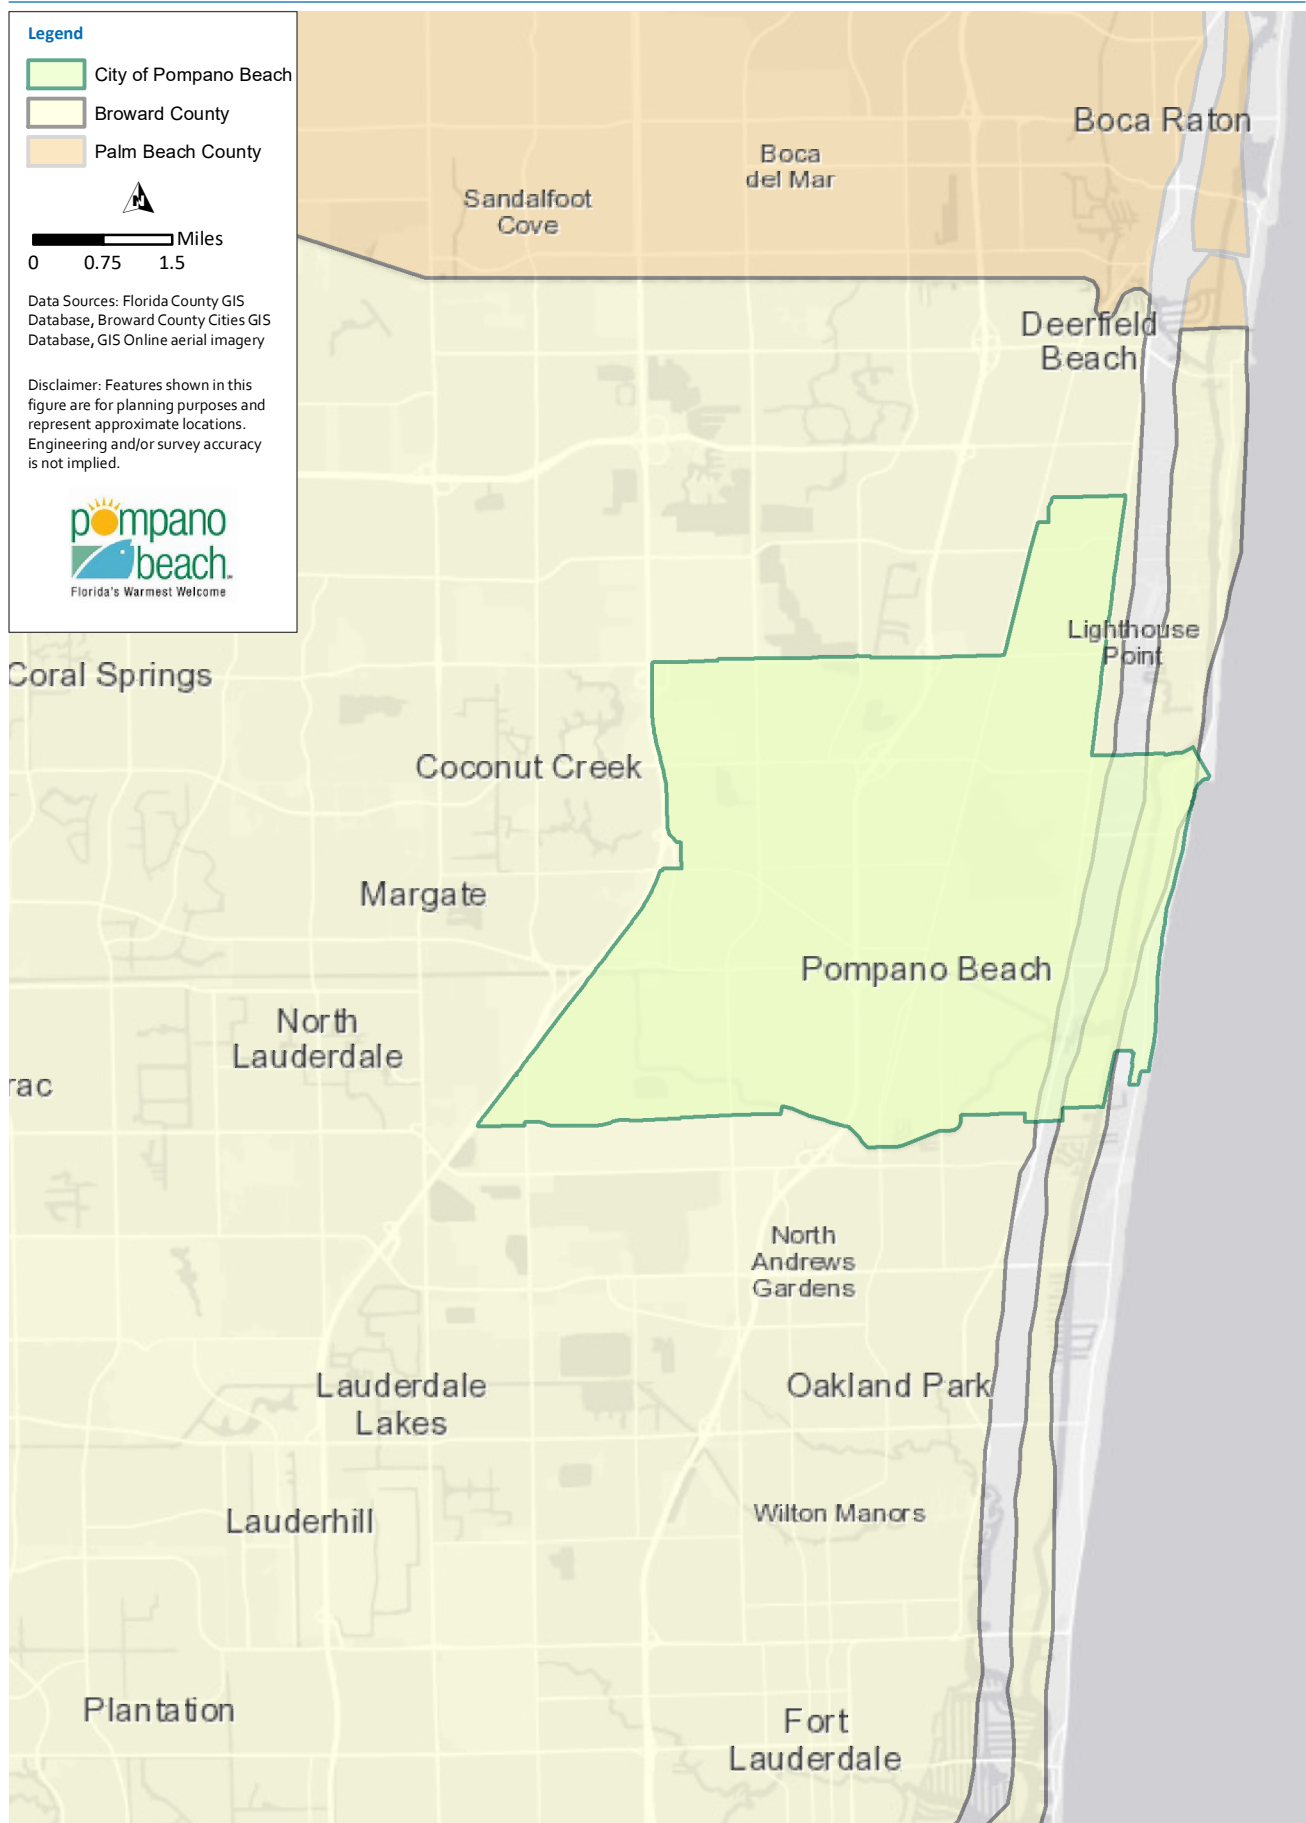 Legend
City of Pompano Beach
Broward County
Palm Beach County
N
Miles
0 0.75 1.5
Data Sources: Florida County GIS
Database, Broward County Cities GIS
Database, GIS Online aerial imagery
Disclaimer: Features shown in this
figure are for planning purposes and
represent approximate locations.
Engineering and/or survey accuracy
is not implied.
pompano
beach
Florida's Warmest Welcome
Boca Raton
Boca
del Mar
Sandalfoot
Cove
Deerfield
Beach
Lighthouse
Point
Coral Springs
Coconut Creek
Margate
Pompano Beach
North
Lauderdale
rac
North
Andrews
Gardens
Lauderdale
Lakes
Oakland Park
Lauderhill
Wilton Manors
Plantation
Fort
Lauderdale